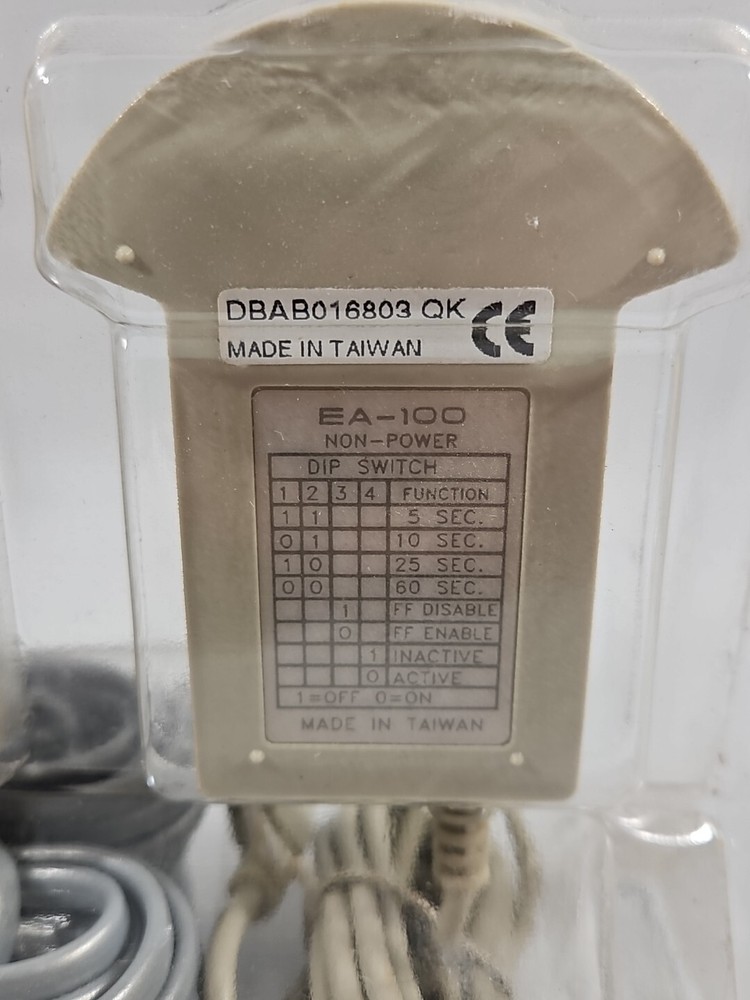 DBAB016803 QK CE
MADE IN TAIWAN
EA-100
NON-POWER
DIP SWITCH
1 2 3 4 FUNCTION
1 1 5 SEC.
0 1 10 SEC.
1 0 25 SEC.
0 0 60 SEC.
1 FF DISABLE
0 FF ENABLE
1 INACTIVE
0 ACTIVE
1=OFF 0=ON
MADE IN TAIWAN